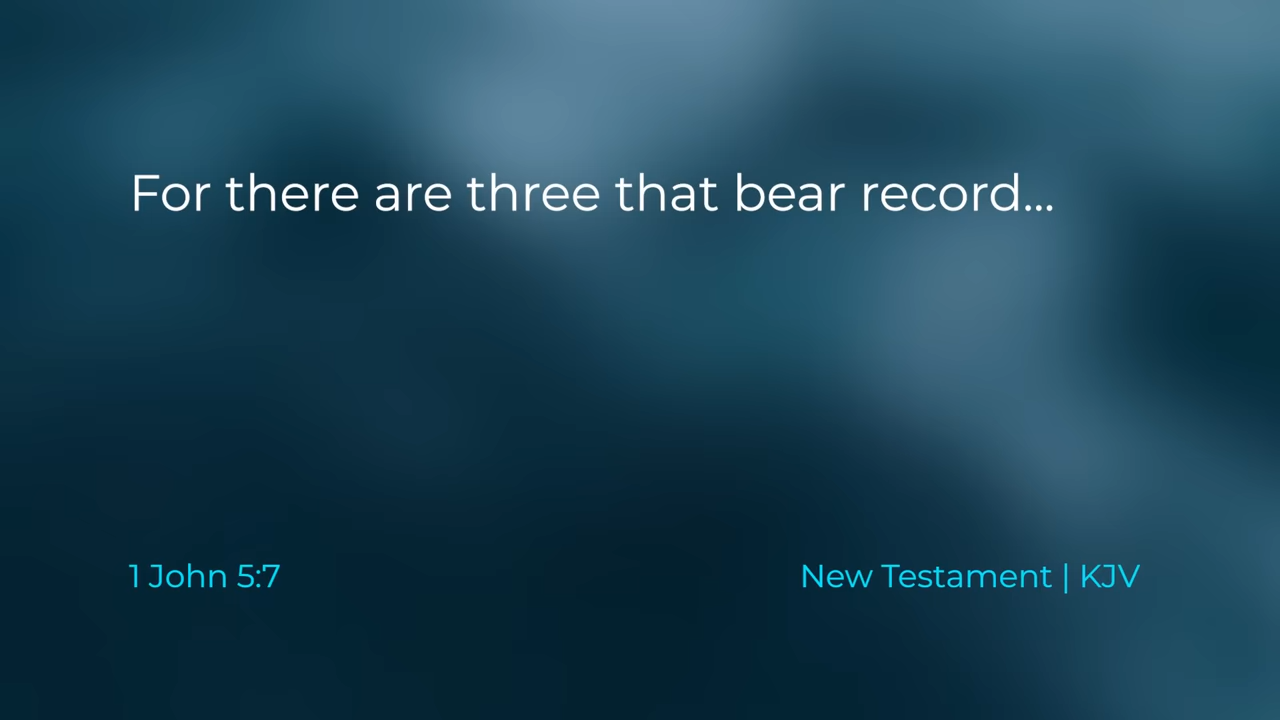 For there are three that bear record...
1 John 5:7
New Testament | KJV